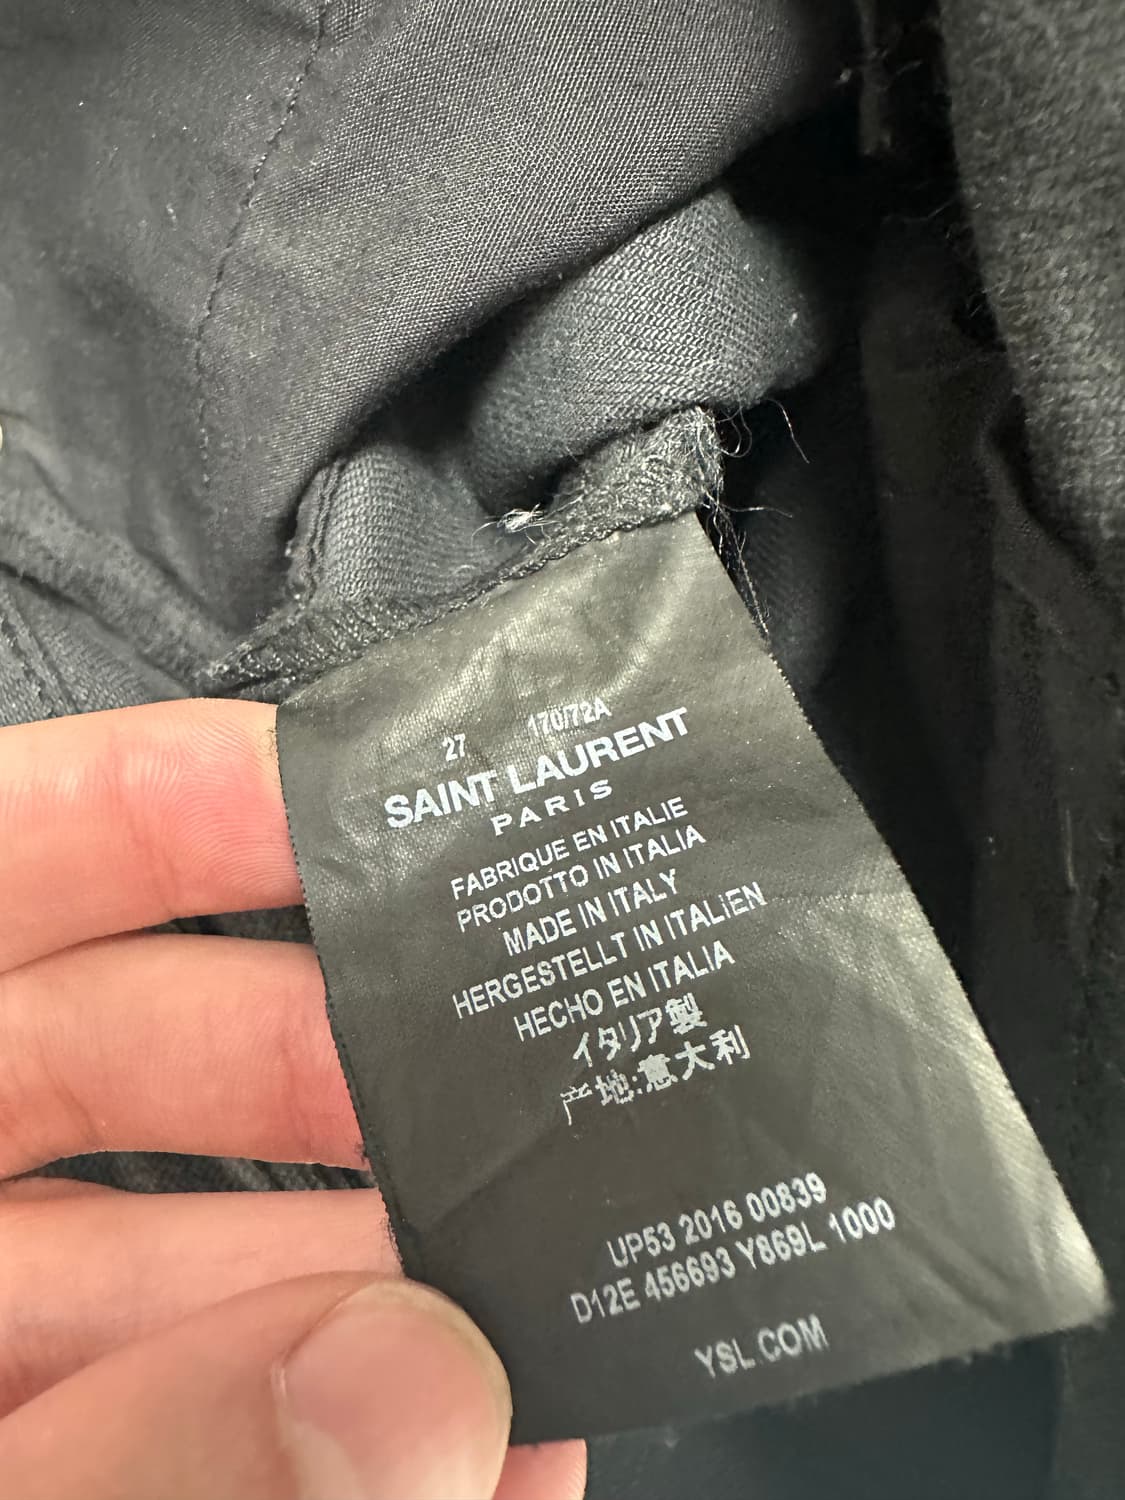 27 170/72A
SAINT LAURENT
PARIS
FABRIQUE EN ITALIE
PRODOTTO IN ITALIA
MADE IN ITALY
HERGESTELLT IN ITALIEN
HECHO EN ITALIA
イタリア製
产地:意大利
UP53 2016 00839
D12E 456693 Y869L 1000
YSL.COM